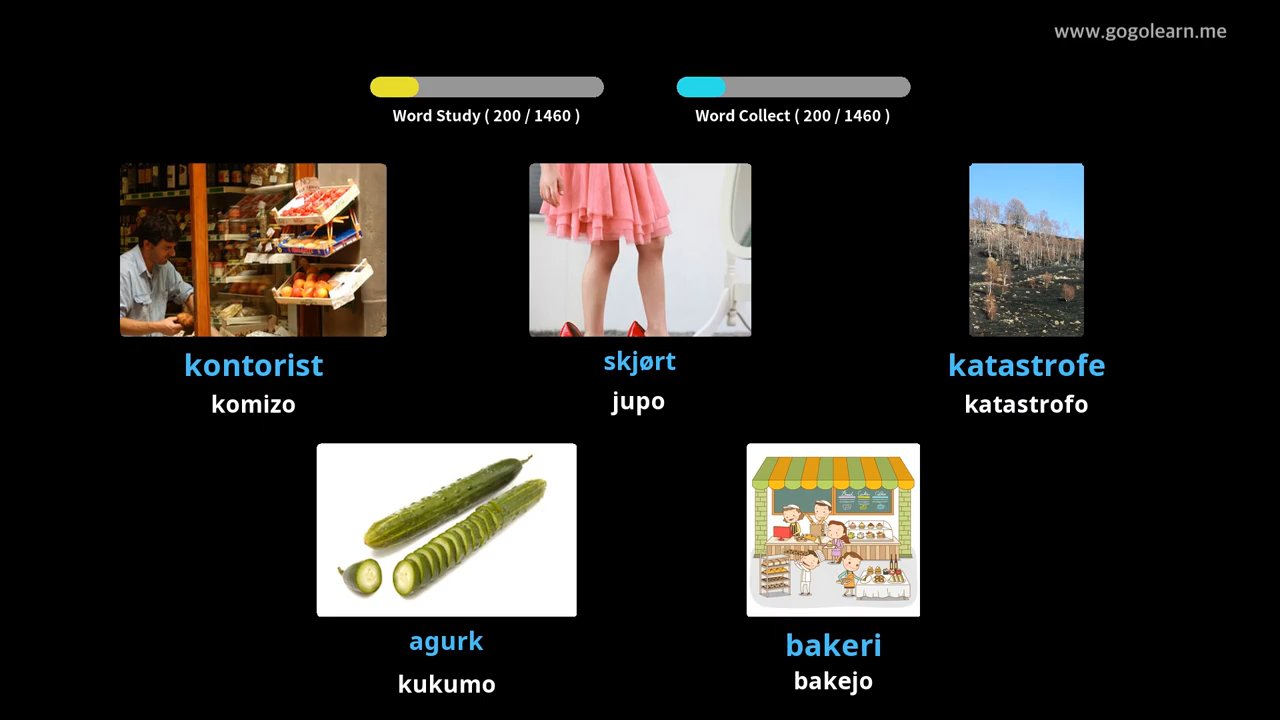 www.gogolearn.me
Word Study ( 200 / 1460 )
Word Collect ( 200 / 1460 )
kontorist
komizo
skjørt
jupo
katastrofe
katastrofo
agurk
kukumo
bakeri
bakejo